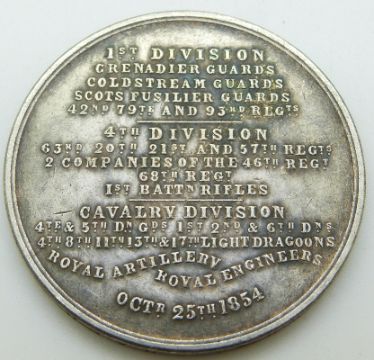 1ST DIVISION
GRENADIER GUARDS
COLDSTREAM GUARDS
SCOTS FUSILIER GUARDS
42ND 79TH AND 93RD REGTS
4TH DIVISION
63RD 20TH 21ST AND 57TH REGTS
2 COMPANIES OF THE 46TH REGT
68TH REGT
1ST BATTN RIFLES
CAVALRY DIVISION
4TH & 5TH DN GDS 1ST 2ND & 6TH DNS
4TH 8TH 11TH 13TH & 17TH LIGHT DRAGOONS
ROYAL ARTILLERY
ROYAL ENGINEERS
OCTR 25TH 1854